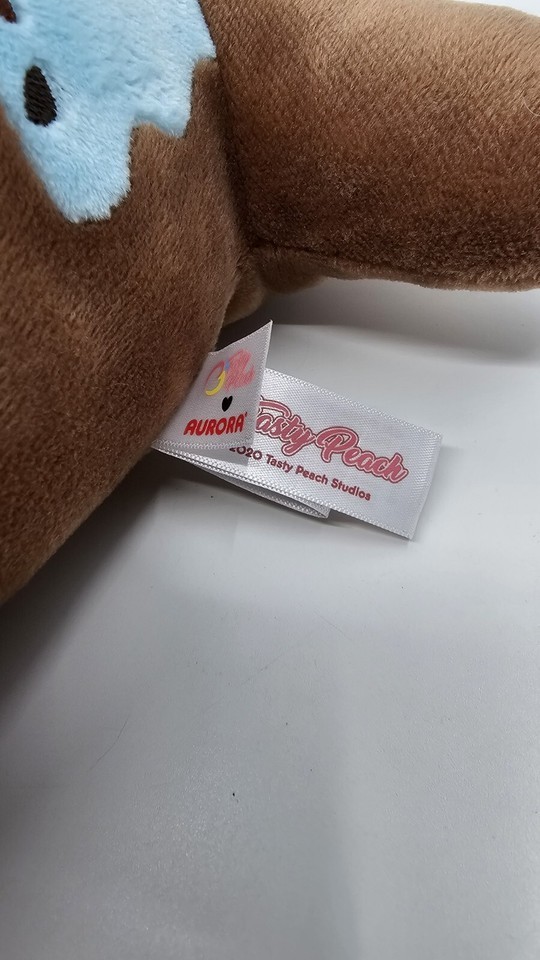 AURORA
Tasty Peach
2020 Tasty Peach Studios